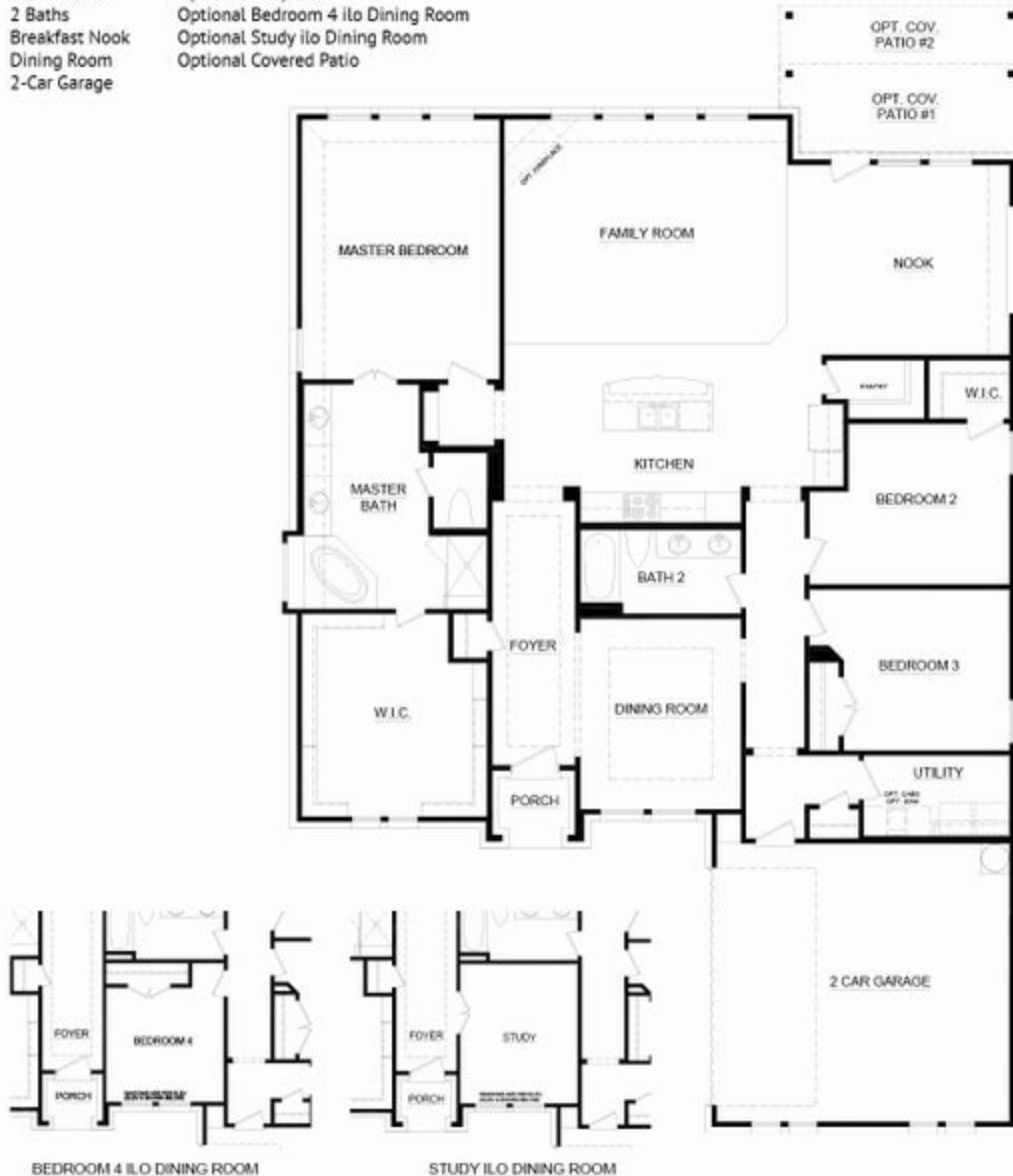 2 Baths
Optional Bedroom 4 ilo Dining Room
Breakfast Nook
Optional Study ilo Dining Room
Dining Room
Optional Covered Patio
2-Car Garage
OPT. COV.
PATIO #2
OPT. COV.
PATIO #1
OPT. FIREPLACE
FAMILY ROOM
MASTER BEDROOM
NOOK
PANTRY
W.I.C.
KITCHEN
MASTER
BATH
BEDROOM 2
BATH 2
FOYER
BEDROOM 3
DINING ROOM
W.I.C.
UTILITY
PORCH
2 CAR GARAGE
FOYER
BEDROOM 4
PORCH
FOYER
STUDY
PORCH
BEDROOM 4 ILO DINING ROOM
STUDY ILO DINING ROOM